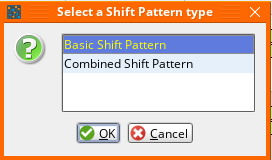 Select a Shift Pattern type
Basic Shift Pattern
Combined Shift Pattern
OK
Cancel